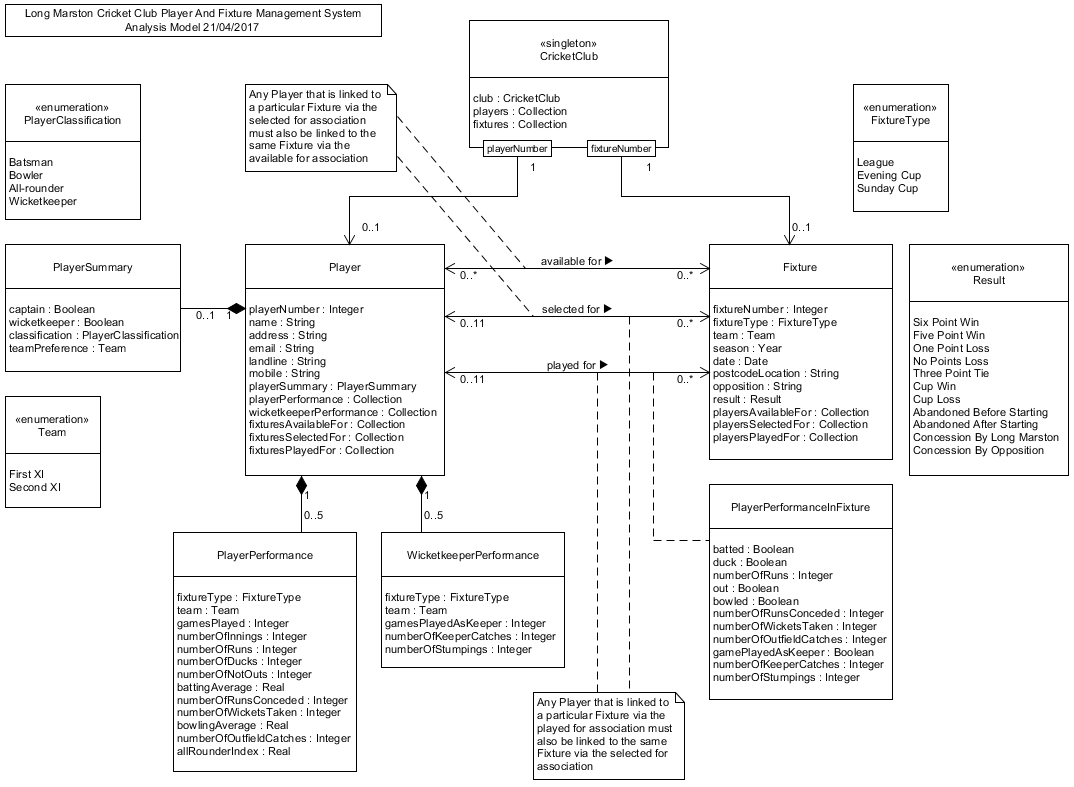 Long Marston Cricket Club Player And Fixture Management System
Analysis Model 21/04/2017
«singleton»
CricketClub
club : CricketClub
players : Collection
fixtures : Collection
playerNumber
fixtureNumber
1
1
0..1
0..1
«enumeration»
PlayerClassification
Batsman
Bowler
All-rounder
Wicketkeeper
Any Player that is linked to
a particular Fixture via the
selected for association
must also be linked to the
same Fixture via the
available for association
«enumeration»
FixtureType
League
Evening Cup
Sunday Cup
PlayerSummary
captain : Boolean
wicketkeeper : Boolean
classification : PlayerClassification
teamPreference : Team
0..1
1
Player
playerNumber : Integer
name : String
address : String
email : String
landline : String
mobile : String
playerSummary : PlayerSummary
playerPerformance : Collection
wicketkeeperPerformance : Collection
fixturesAvailableFor : Collection
fixturesSelectedFor : Collection
fixturesPlayedFor : Collection
available for ►
0..*
0..*
selected for ►
0..11
0..*
played for ►
0..11
0..*
Fixture
fixtureNumber : Integer
fixtureType : FixtureType
team : Team
season : Year
date : Date
postcodeLocation : String
opposition : String
result : Result
playersAvailableFor : Collection
playersSelectedFor : Collection
playersPlayedFor : Collection
«enumeration»
Result
Six Point Win
Five Point Win
One Point Loss
No Points Loss
Three Point Tie
Cup Win
Cup Loss
Abandoned Before Starting
Abandoned After Starting
Concession By Long Marston
Concession By Opposition
«enumeration»
Team
First XI
Second XI
1
0..5
1
0..5
PlayerPerformance
fixtureType : FixtureType
team : Team
gamesPlayed : Integer
numberOfInnings : Integer
numberOfRuns : Integer
numberOfDucks : Integer
numberOfNotOuts : Integer
battingAverage : Real
numberOfRunsConceded : Integer
numberOfWicketsTaken : Integer
bowlingAverage : Real
numberOfOutfieldCatches : Integer
allRounderIndex : Real
WicketkeeperPerformance
fixtureType : FixtureType
team : Team
gamesPlayedAsKeeper : Integer
numberOfKeeperCatches : Integer
numberOfStumpings : Integer
PlayerPerformanceInFixture
batted : Boolean
duck : Boolean
numberOfRuns : Integer
out : Boolean
bowled : Boolean
numberOfRunsConceded : Integer
numberOfWicketsTaken : Integer
numberOfOutfieldCatches : Integer
gamePlayedAsKeeper : Boolean
numberOfKeeperCatches : Integer
numberOfStumpings : Integer
Any Player that is linked to
a particular Fixture via the
played for association must
also be linked to the same
Fixture via the selected for
association